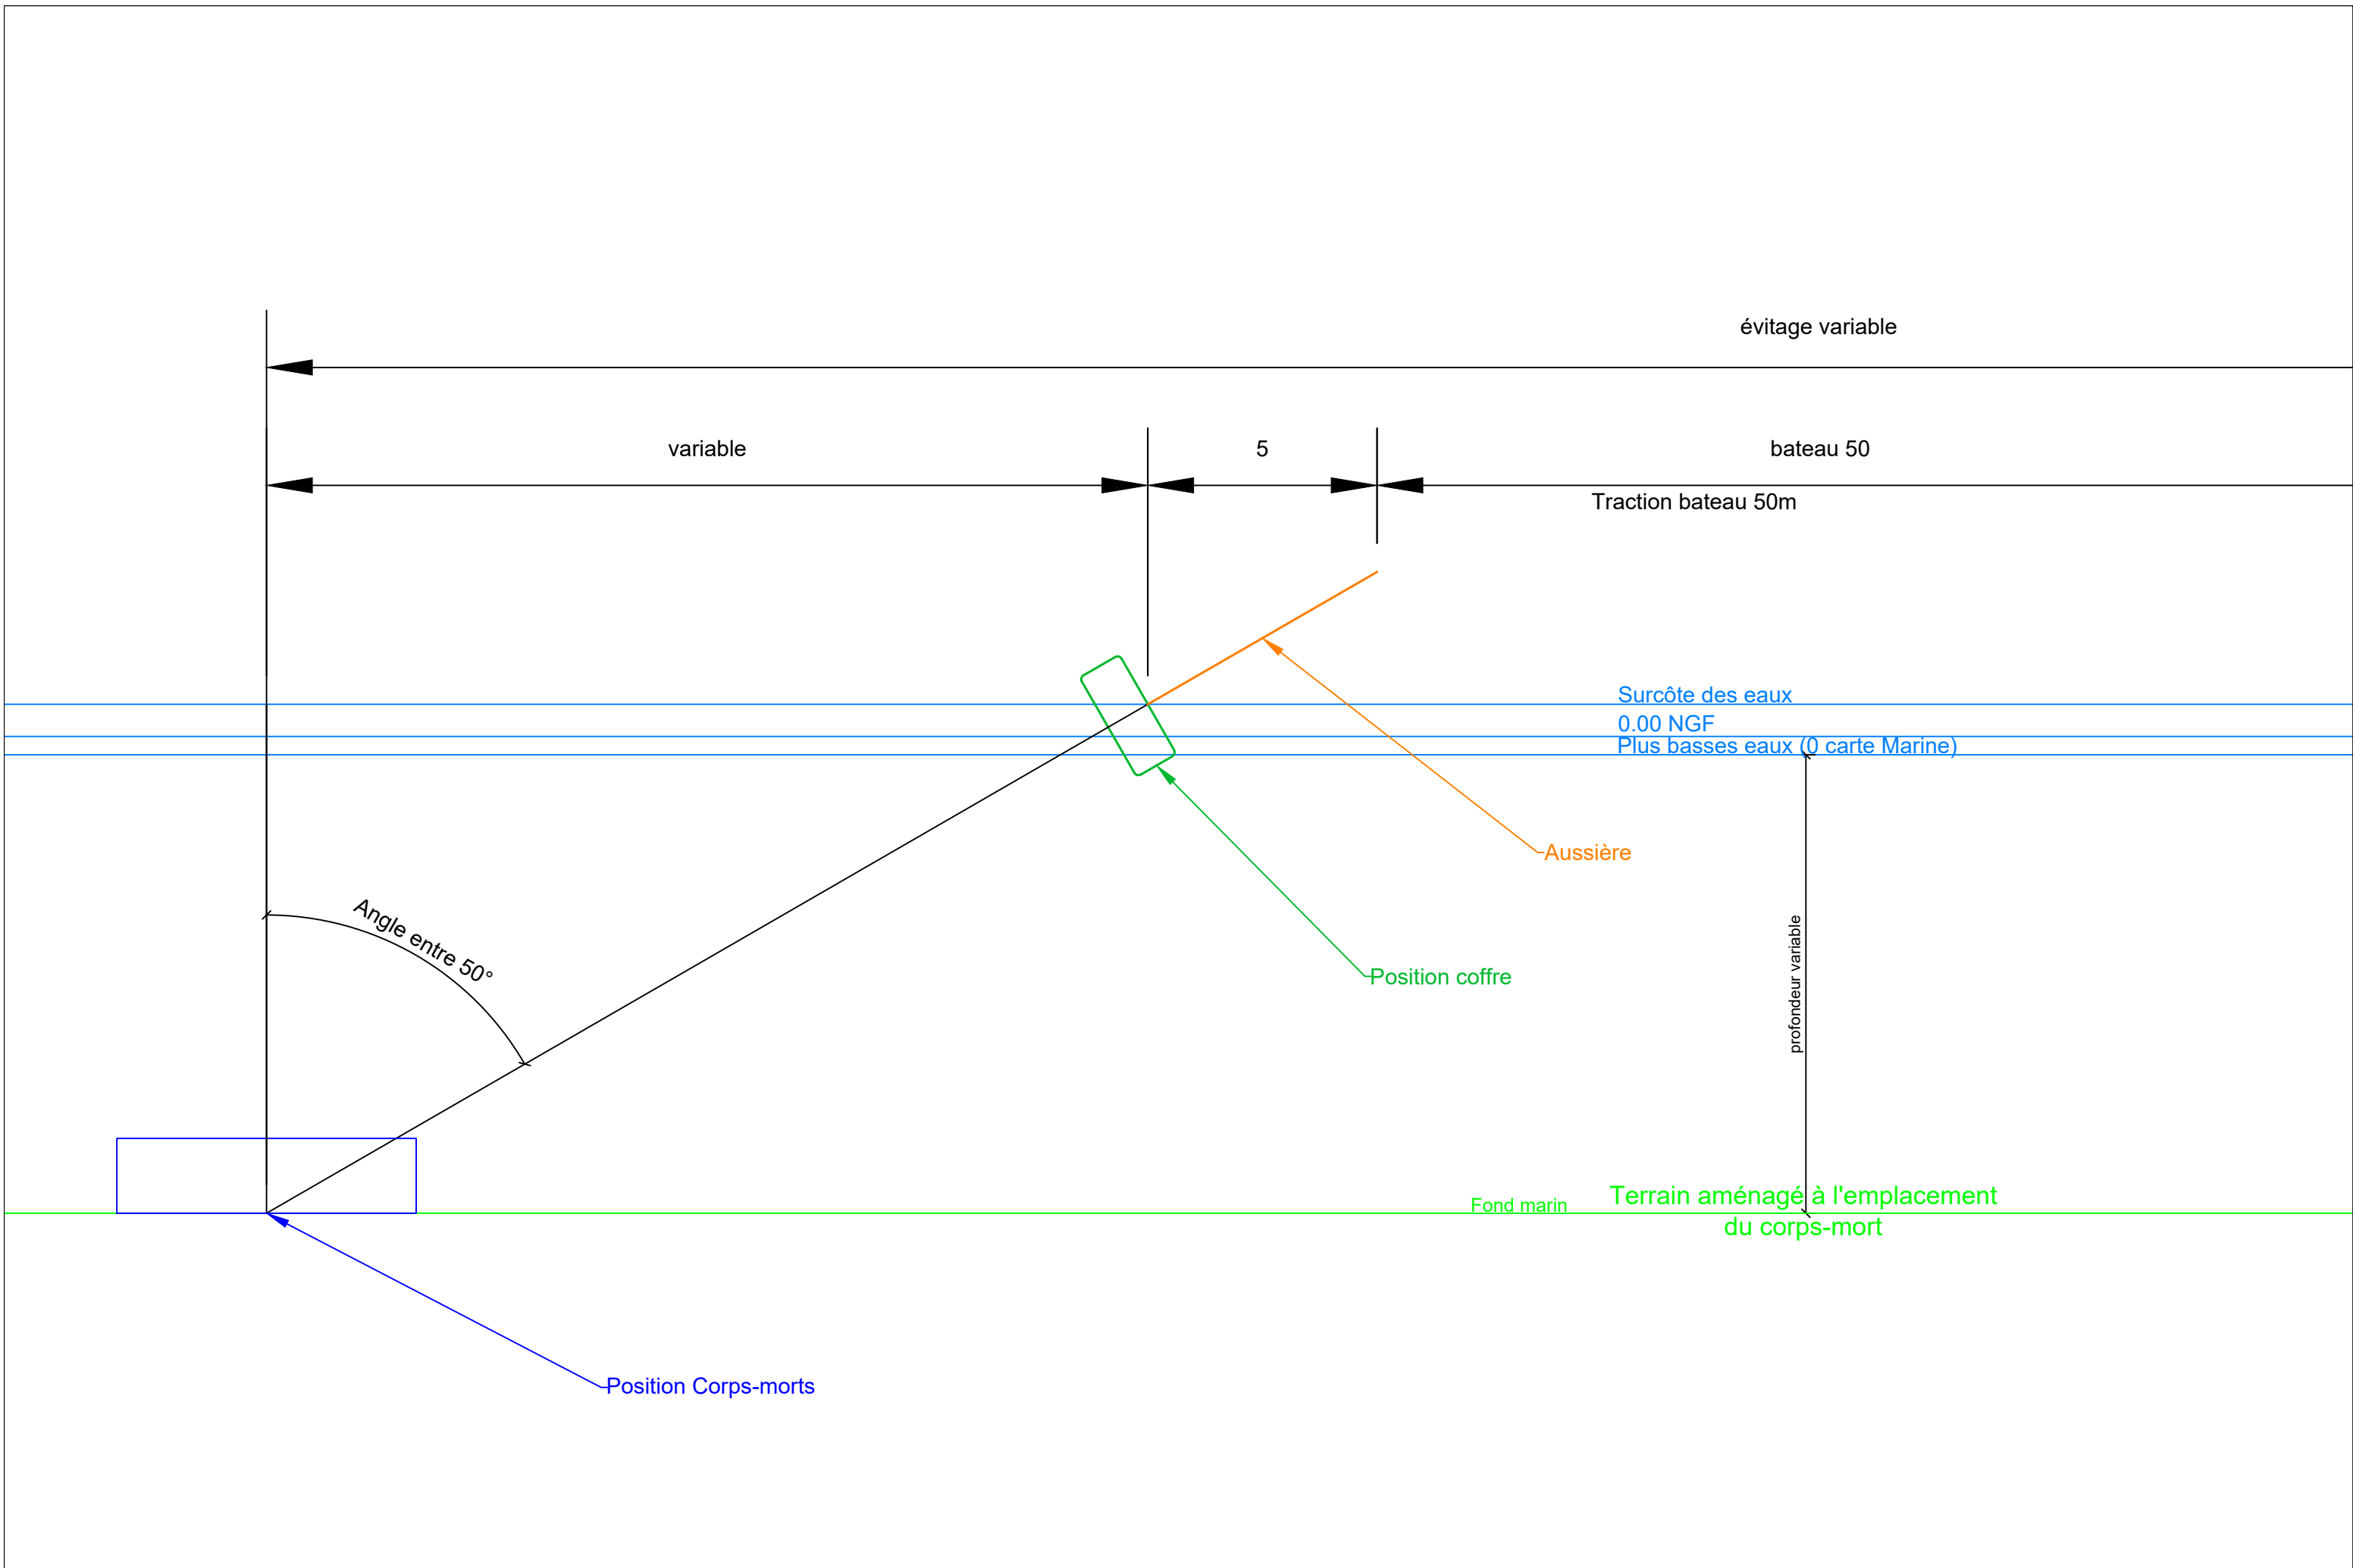 évitage variable
variable
5
bateau 50
Traction bateau 50m
Surcôte des eaux
0.00 NGF
Plus basses eaux (0 carte Marine)
Aussière
Angle entre 50°
Position coffre
profondeur variable
Fond marin
Terrain aménagé à l'emplacement
du corps-mort
Position Corps-morts